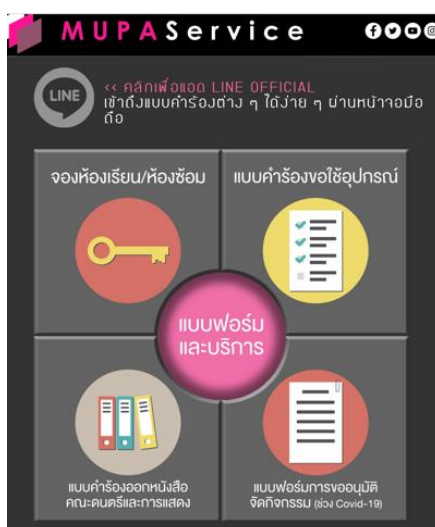 MUPA Service
LINE
<< คลิกเพื่อแอด LINE OFFICIAL
เข้าถึงแบบคำร้องต่าง ๆ ได้ง่าย ๆ ผ่านหน้าจอมือ
ถือ
จองห้องเรียน/ห้องซ้อม
แบบคำร้องขอใช้อุปกรณ์
แบบฟอร์ม
และบริการ
แบบคำร้องออกหนังสือ
คณะดนตรีและการแสดง
แบบฟอร์มการขออนุมัติ
จัดกิจกรรม (ช่วง Covid-19)